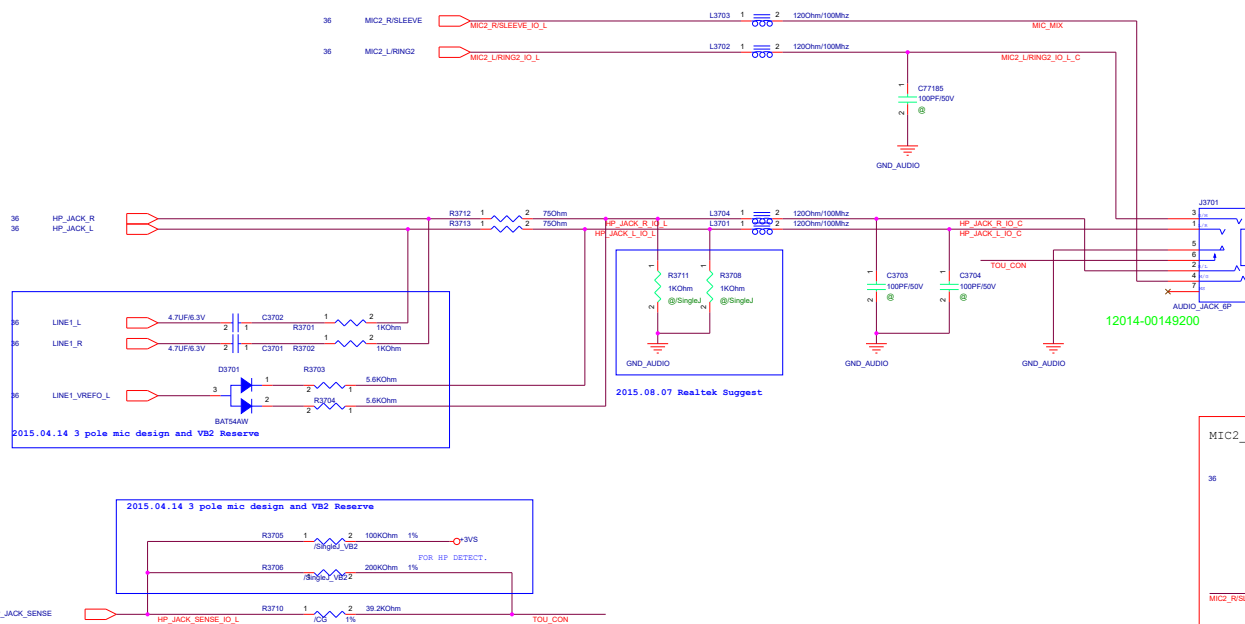 36 MIC2_R/SLEEVE MIC2_R/SLEEVE_IO_L L3703 1 2 120Ohm/100Mhz MIC_MIX
36 MIC2_L/RING2 MIC2_L/RING2_IO_L L3702 1 2 120Ohm/100Mhz MIC2_L/RING2_IO_L_C
1 C77185
100PF/50V
2 @
GND_AUDIO
36 HP_JACK_R R3712 1 2 75Ohm HP_JACK_R_IO_L L3704 1 2 120Ohm/100Mhz HP_JACK_R_IO_C
36 HP_JACK_L R3713 1 2 75Ohm HP_JACK_L_IO_L L3701 1 2 120Ohm/100Mhz HP_JACK_L_IO_C
J3701
3
1
5
6
2
4
7
TOU_CON
AUDIO_JACK_6P
12014-00149200
1 R3711 1 R3708
1KOhm 1KOhm
2 @/SingleJ 2 @/SingleJ
GND_AUDIO
2015.08.07 Realtek Suggest
1 C3703 1 C3704
100PF/50V 100PF/50V
2 @ 2 @
GND_AUDIO GND_AUDIO
36 LINE1_L 4.7UF/6.3V 2 1 C3702 R3701 2 1 1KOhm
36 LINE1_R 4.7UF/6.3V 2 1 C3701 R3702 2 1 1KOhm
D3701 R3703
36 LINE1_VREFO_L 3 1 2 1 5.6KOhm
2 R3704 2 1 5.6KOhm
BAT54AW
2015.04.14 3 pole mic design and VB2 Reserve
2015.04.14 3 pole mic design and VB2 Reserve
R3705 1 2 100KOhm 1% +3VS
/SingleJ_VB2
FOR HP DETECT.
R3706 2 200KOhm 1%
/SingleJ_VB2
_JACK_SENSE HP_JACK_SENSE_IO_L R3710 1 2 39.2KOhm
/CG 1% TOU_CON
MIC2_
36
MIC2_R/SL